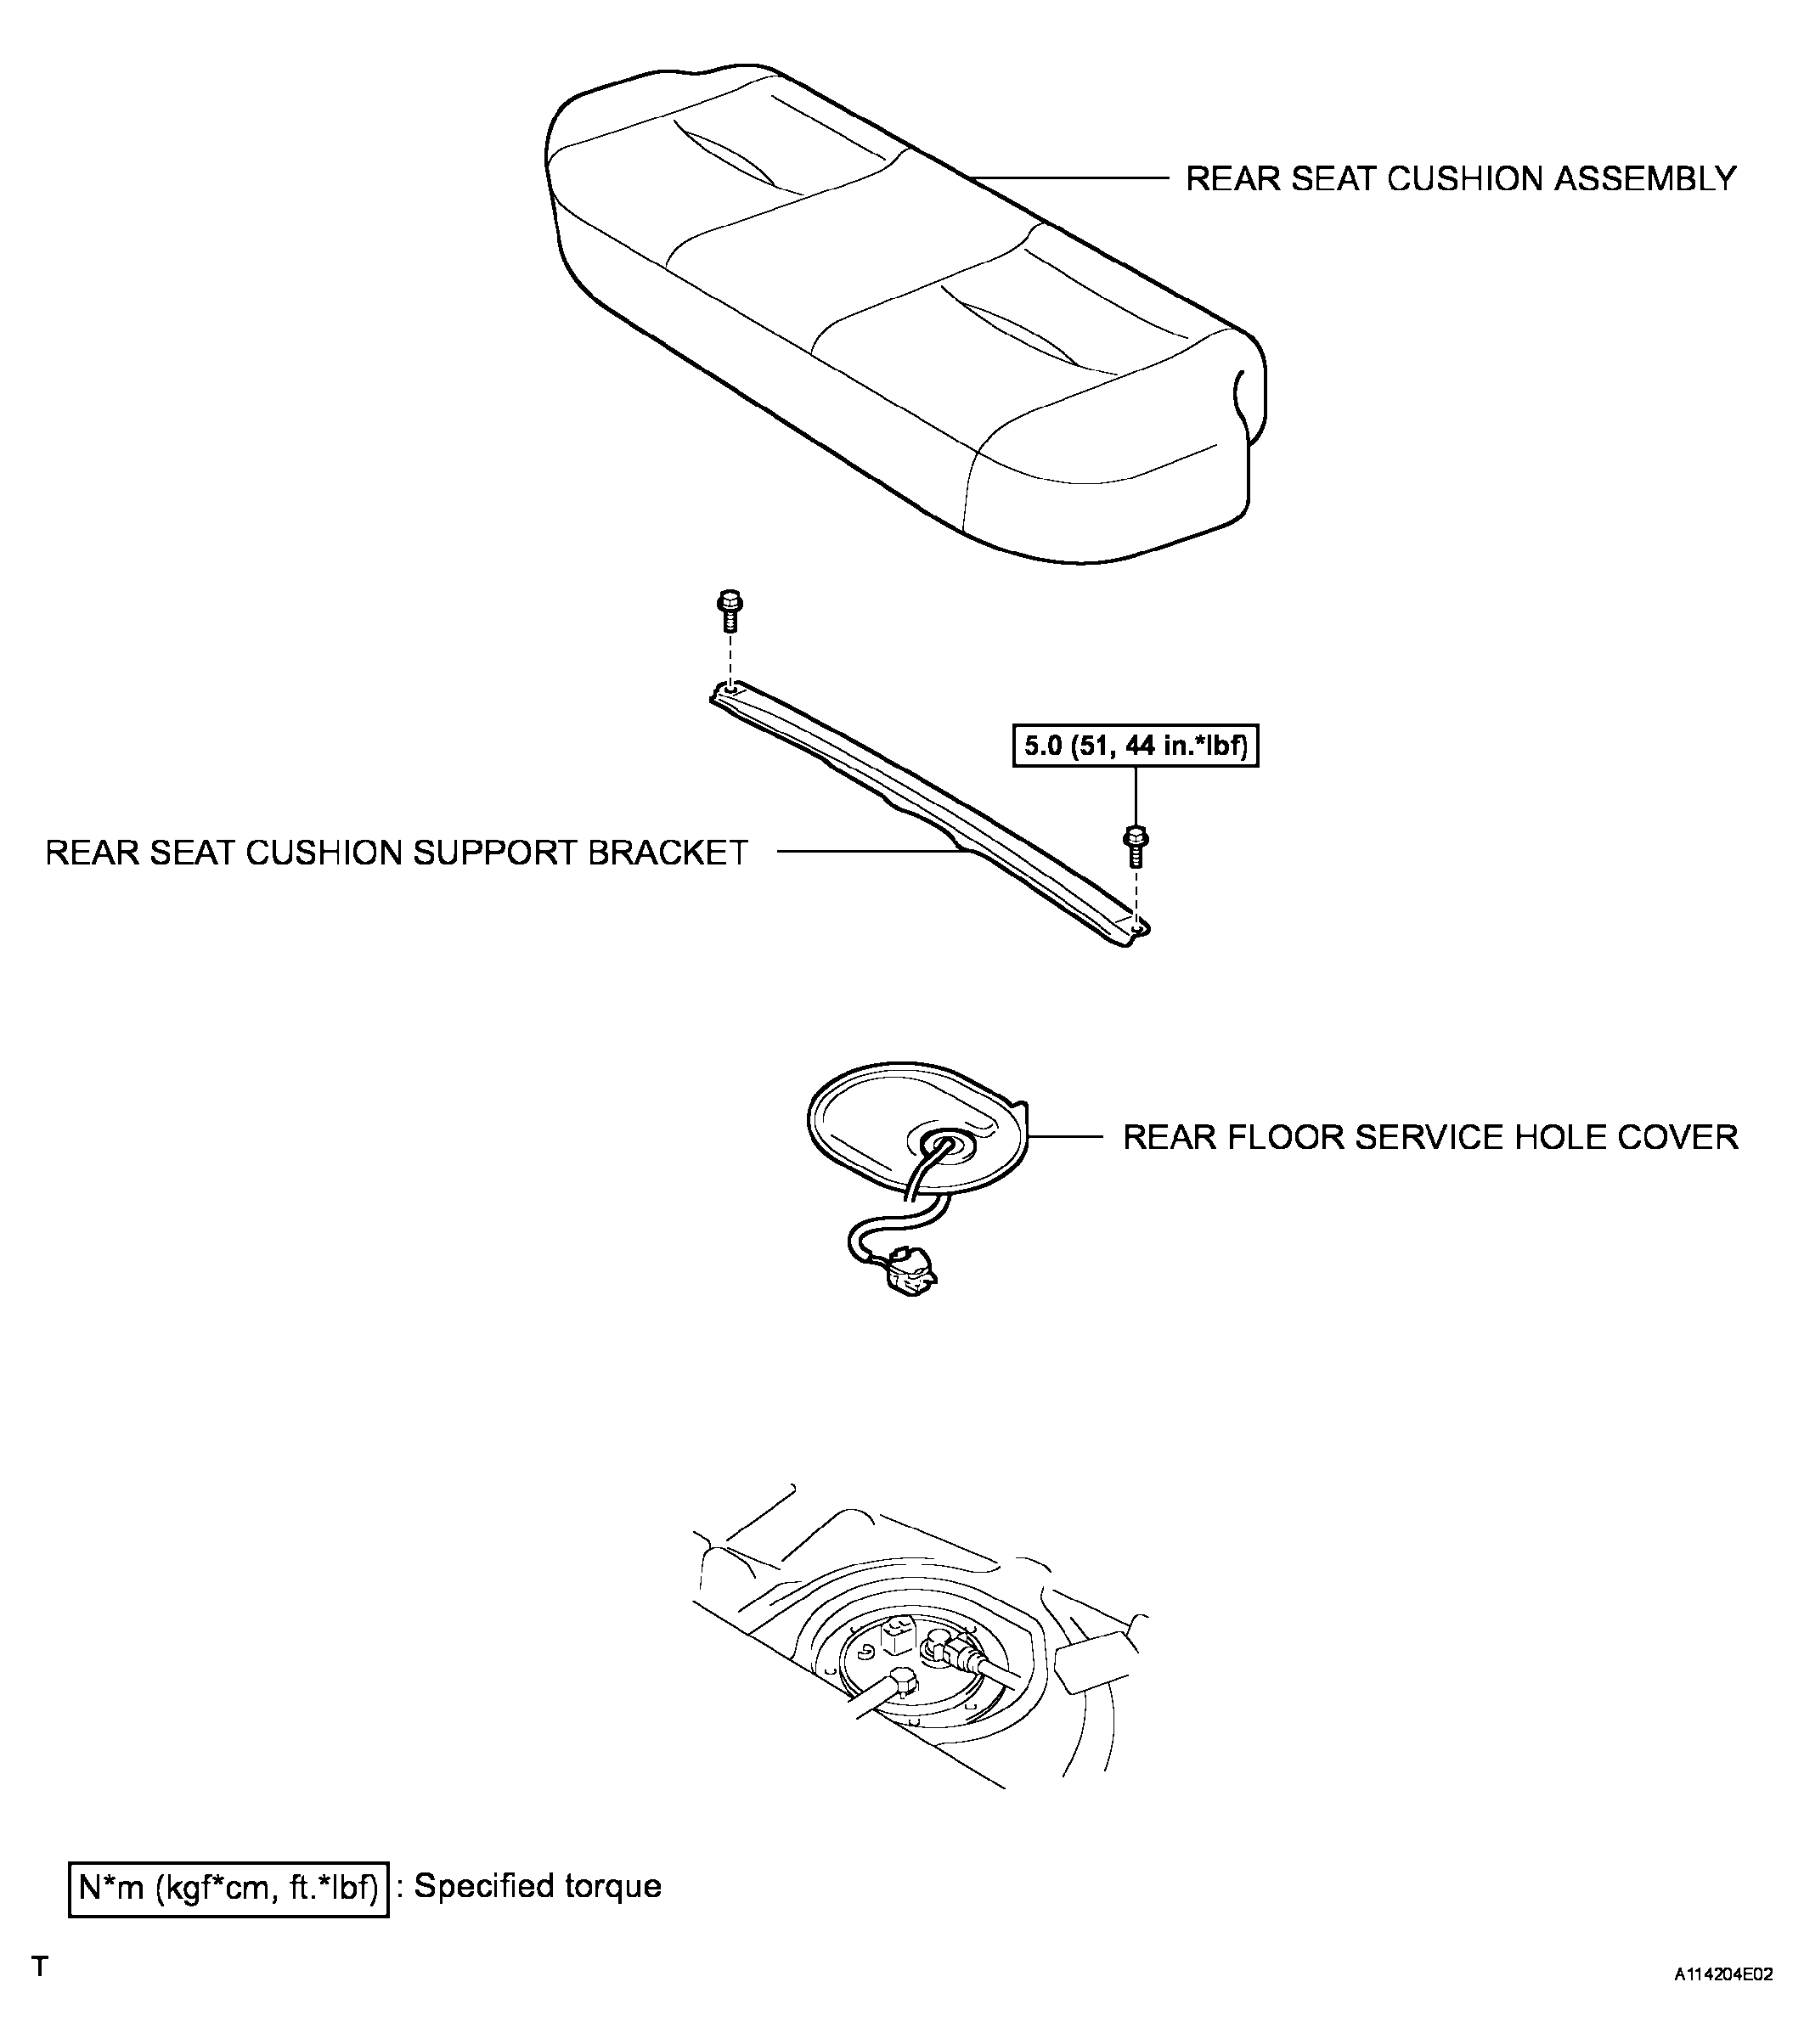 REAR SEAT CUSHION ASSEMBLY
5.0 (51, 44 in.*lbf)
REAR SEAT CUSHION SUPPORT BRACKET
REAR FLOOR SERVICE HOLE COVER
N*m (kgf*cm, ft.*lbf) : Specified torque
T
A114204E02